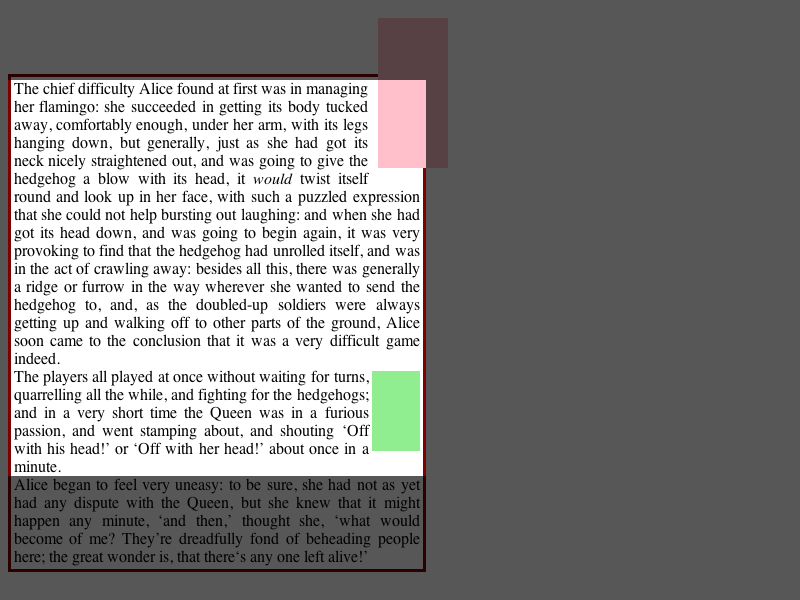 The chief difficulty Alice found at first was in managing
her flamingo: she succeeded in getting its body tucked
away, comfortably enough, under her arm, with its legs
hanging down, but generally, just as she had got its
neck nicely straightened out, and was going to give the
hedgehog a blow with its head, it would twist itself
round and look up in her face, with such a puzzled expression
that she could not help bursting out laughing: and when she had
got its head down, and was going to begin again, it was very
provoking to find that the hedgehog had unrolled itself, and was
in the act of crawling away: besides all this, there was generally
a ridge or furrow in the way wherever she wanted to send the
hedgehog to, and, as the doubled-up soldiers were always
getting up and walking off to other parts of the ground, Alice
soon came to the conclusion that it was a very difficult game
indeed.
The players all played at once without waiting for turns,
quarrelling all the while, and fighting for the hedgehogs;
and in a very short time the Queen was in a furious
passion, and went stamping about, and shouting ‘Off
with his head!’ or ‘Off with her head!’ about once in a
minute.
Alice began to feel very uneasy: to be sure, she had not as yet
had any dispute with the Queen, but she knew that it might
happen any minute, ‘and then,’ thought she, ‘what would
become of me? They’re dreadfully fond of beheading people
here; the great wonder is, that there‘s any one left alive!’